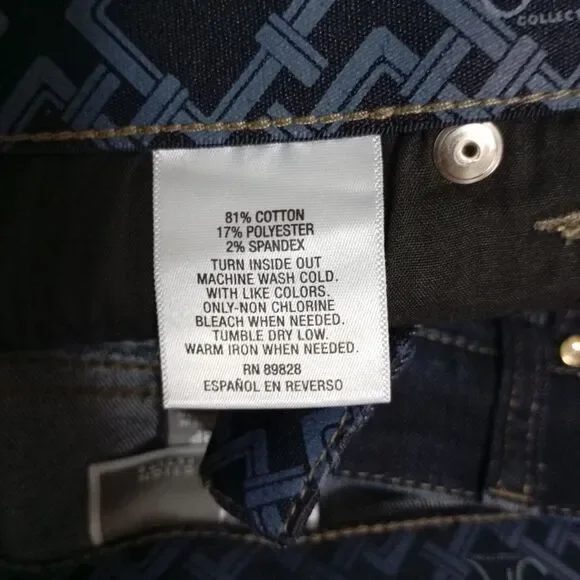 COLLEC
81% COTTON
17% POLYESTER
2% SPANDEX
TURN INSIDE OUT
MACHINE WASH COLD.
WITH LIKE COLORS.
ONLY-NON CHLORINE
BLEACH WHEN NEEDED.
TUMBLE DRY LOW.
WARM IRON WHEN NEEDED.
RN 89828
ESPAÑOL EN REVERSO